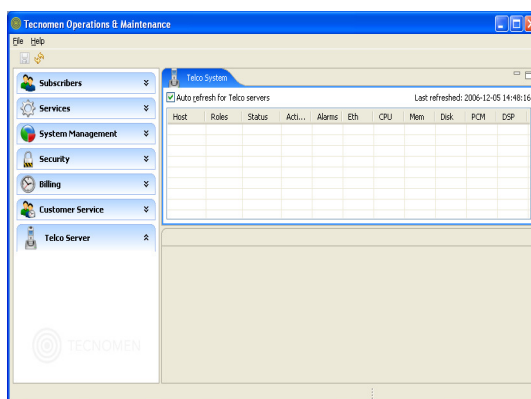 Tecnomen Operations & Maintenance
File Help
Subscribers
Services
System Management
Security
Billing
Customer Service
Telco Server
TECNOMEN
Telco System
Auto refresh for Telco servers Last refreshed: 2006-12-05 14:48:16
Host Roles Status Acti... Alarms Eth CPU Mem Disk PCM DSP